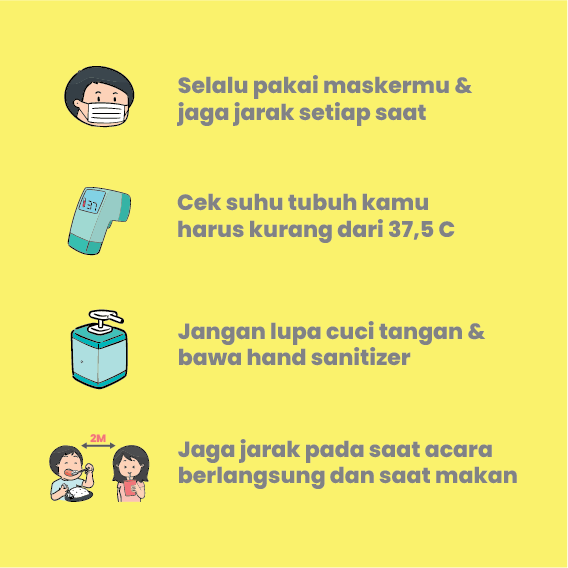 Selalu pakai maskermu &
jaga jarak setiap saat
Cek suhu tubuh kamu
harus kurang dari 37,5 C
Jangan lupa cuci tangan &
bawa hand sanitizer
2M
Jaga jarak pada saat acara
berlangsung dan saat makan